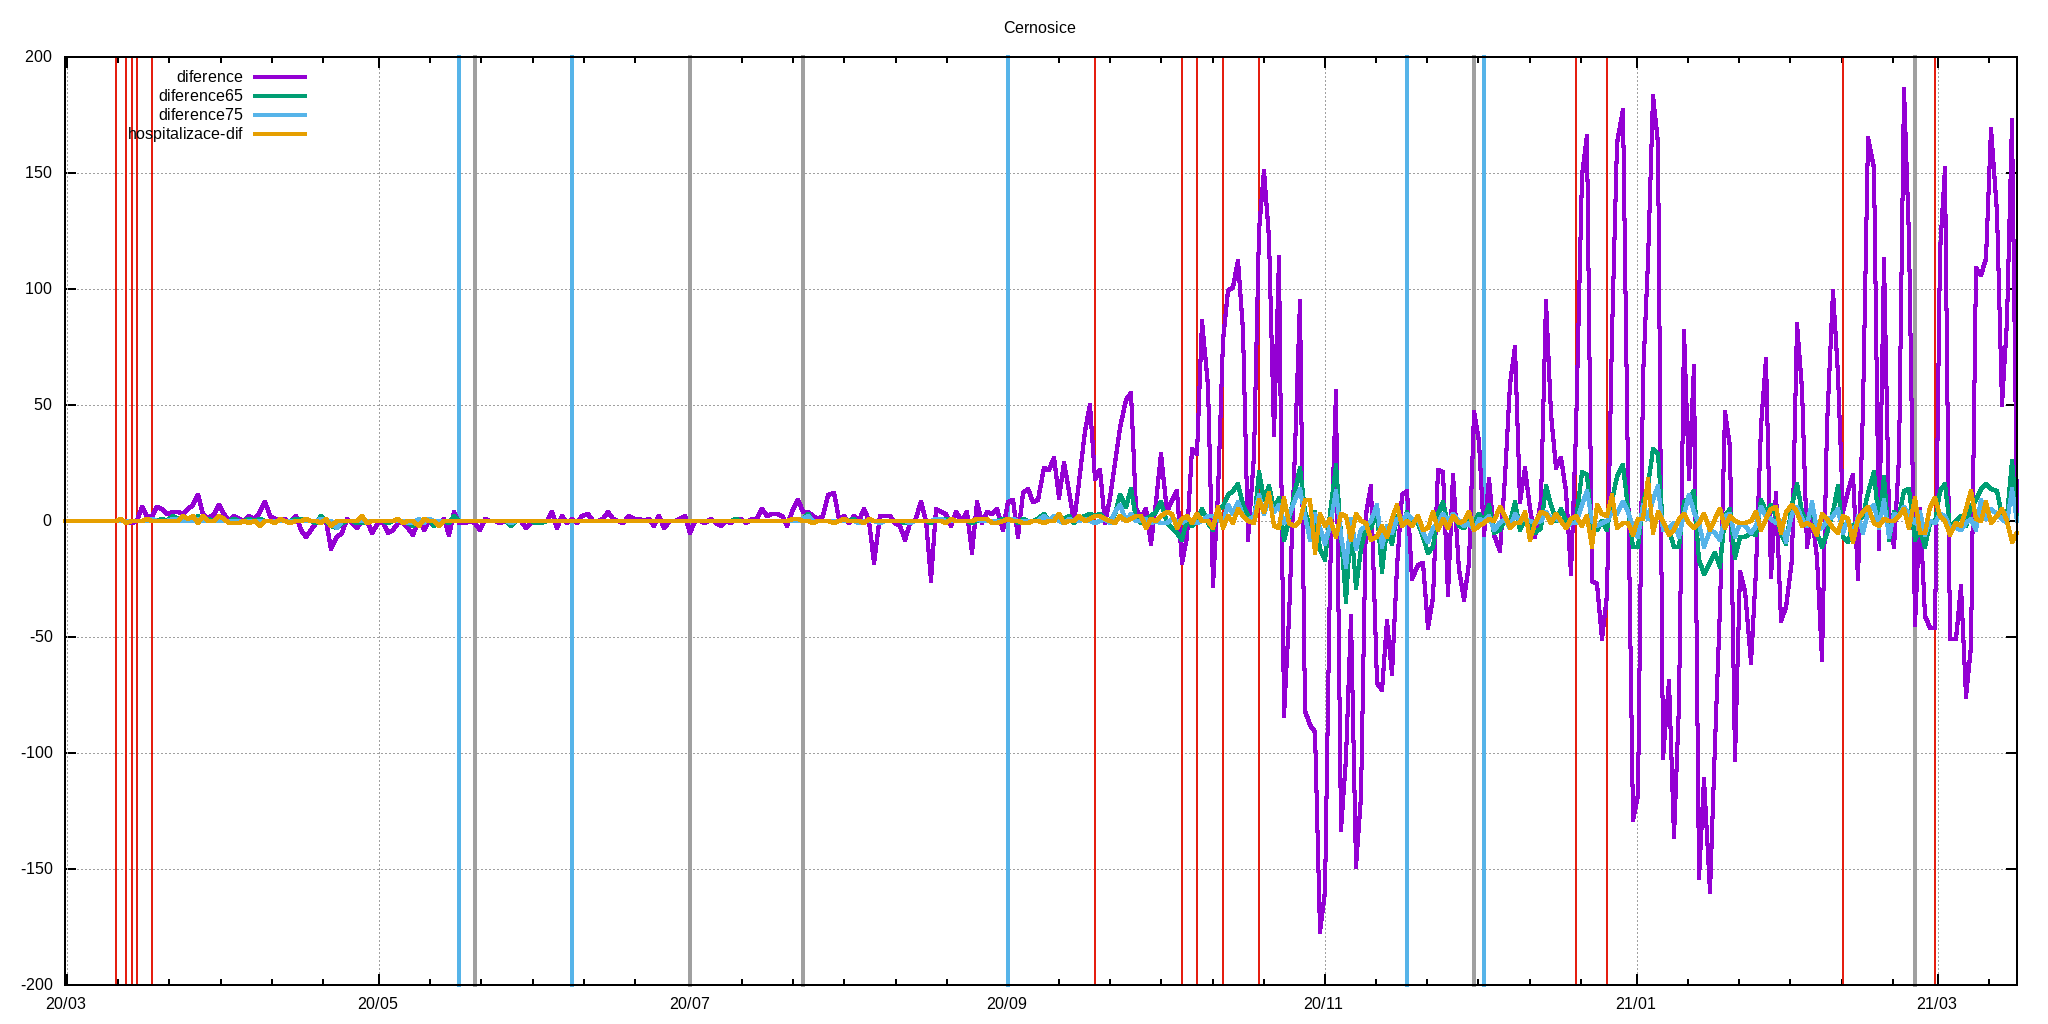 Cernosice
200
150
100
50
0
-50
-100
-150
-200
diference
diference65
diference75
hospitalizace-dif
20/03 20/05 20/07 20/09 20/11 21/01 21/03